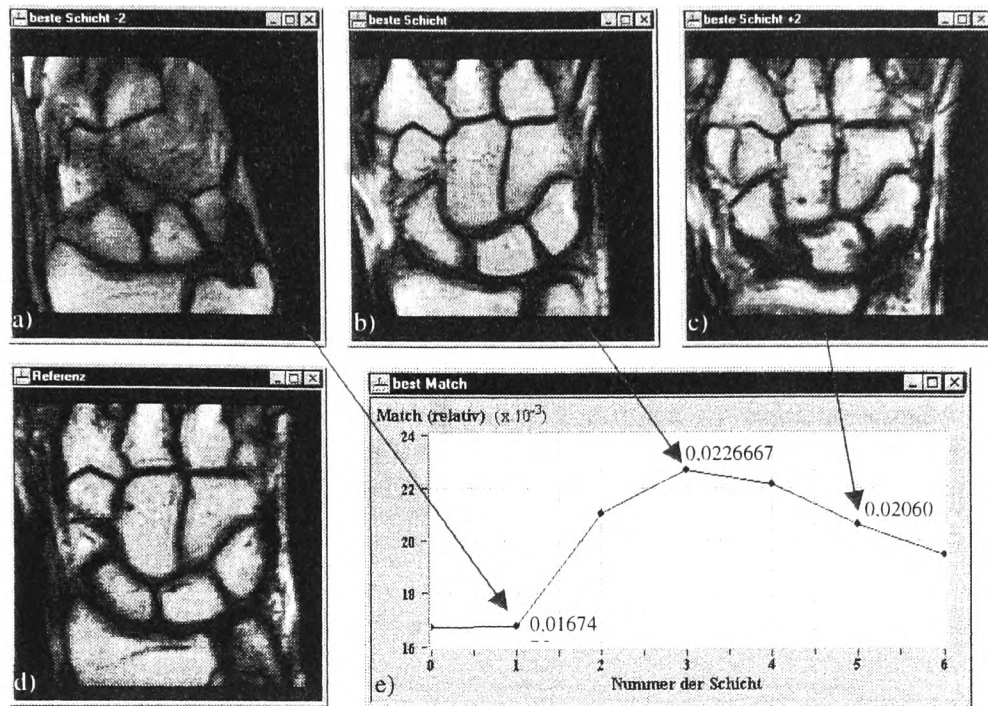 beste Schicht -2
beste Schicht
beste Schicht +2
a)
b)
c)
Referenz
best Match
Match (relativ) (x 10-3)
24
22
20
18
16
0.0226667
0.02060
0.01674
0 1 2 3 4 5 6
Nummer der Schicht
d)
e)